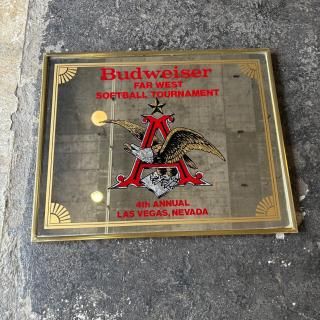 Budweiser
FAR WEST
SOFTBALL TOURNAMENT
A
4th ANNUAL
LAS VEGAS, NEVADA